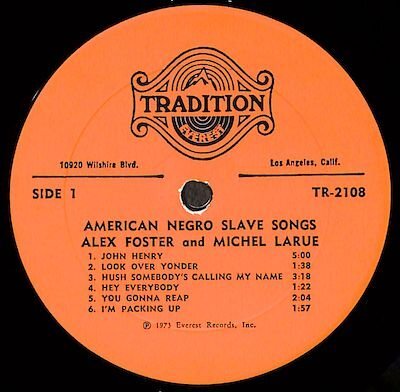 TRADITION
EVEREST
10920 Wilshire Blvd. Los Angeles, Calif.
SIDE 1 TR-2108
AMERICAN NEGRO SLAVE SONGS
ALEX FOSTER and MICHEL LARUE
1. JOHN HENRY 5:00
2. LOOK OVER YONDER 1:38
3. HUSH SOMEBODY'S CALLING MY NAME 3:18
4. HEY EVERYBODY 1:22
5. YOU GONNA REAP 2:04
6. I'M PACKING UP 1:57
℗ 1973 Everest Records, Inc.